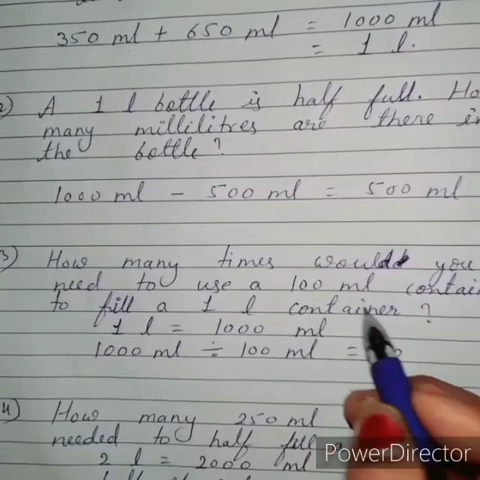 350 ml + 650 ml = 1000 ml
= 1 l.
2) A 1 l bottle is half full.
many millilitres are there in
the bottle?
1000 ml - 500 ml = 500 ml
3) How many times would you
need to use a 100 ml
to fill a 1 l container?
1 l = 1000 ml
1000 ml ÷ 100 ml =
4) How many 250 ml
needed to half fill
2 l = 2000 ml
PowerDirector